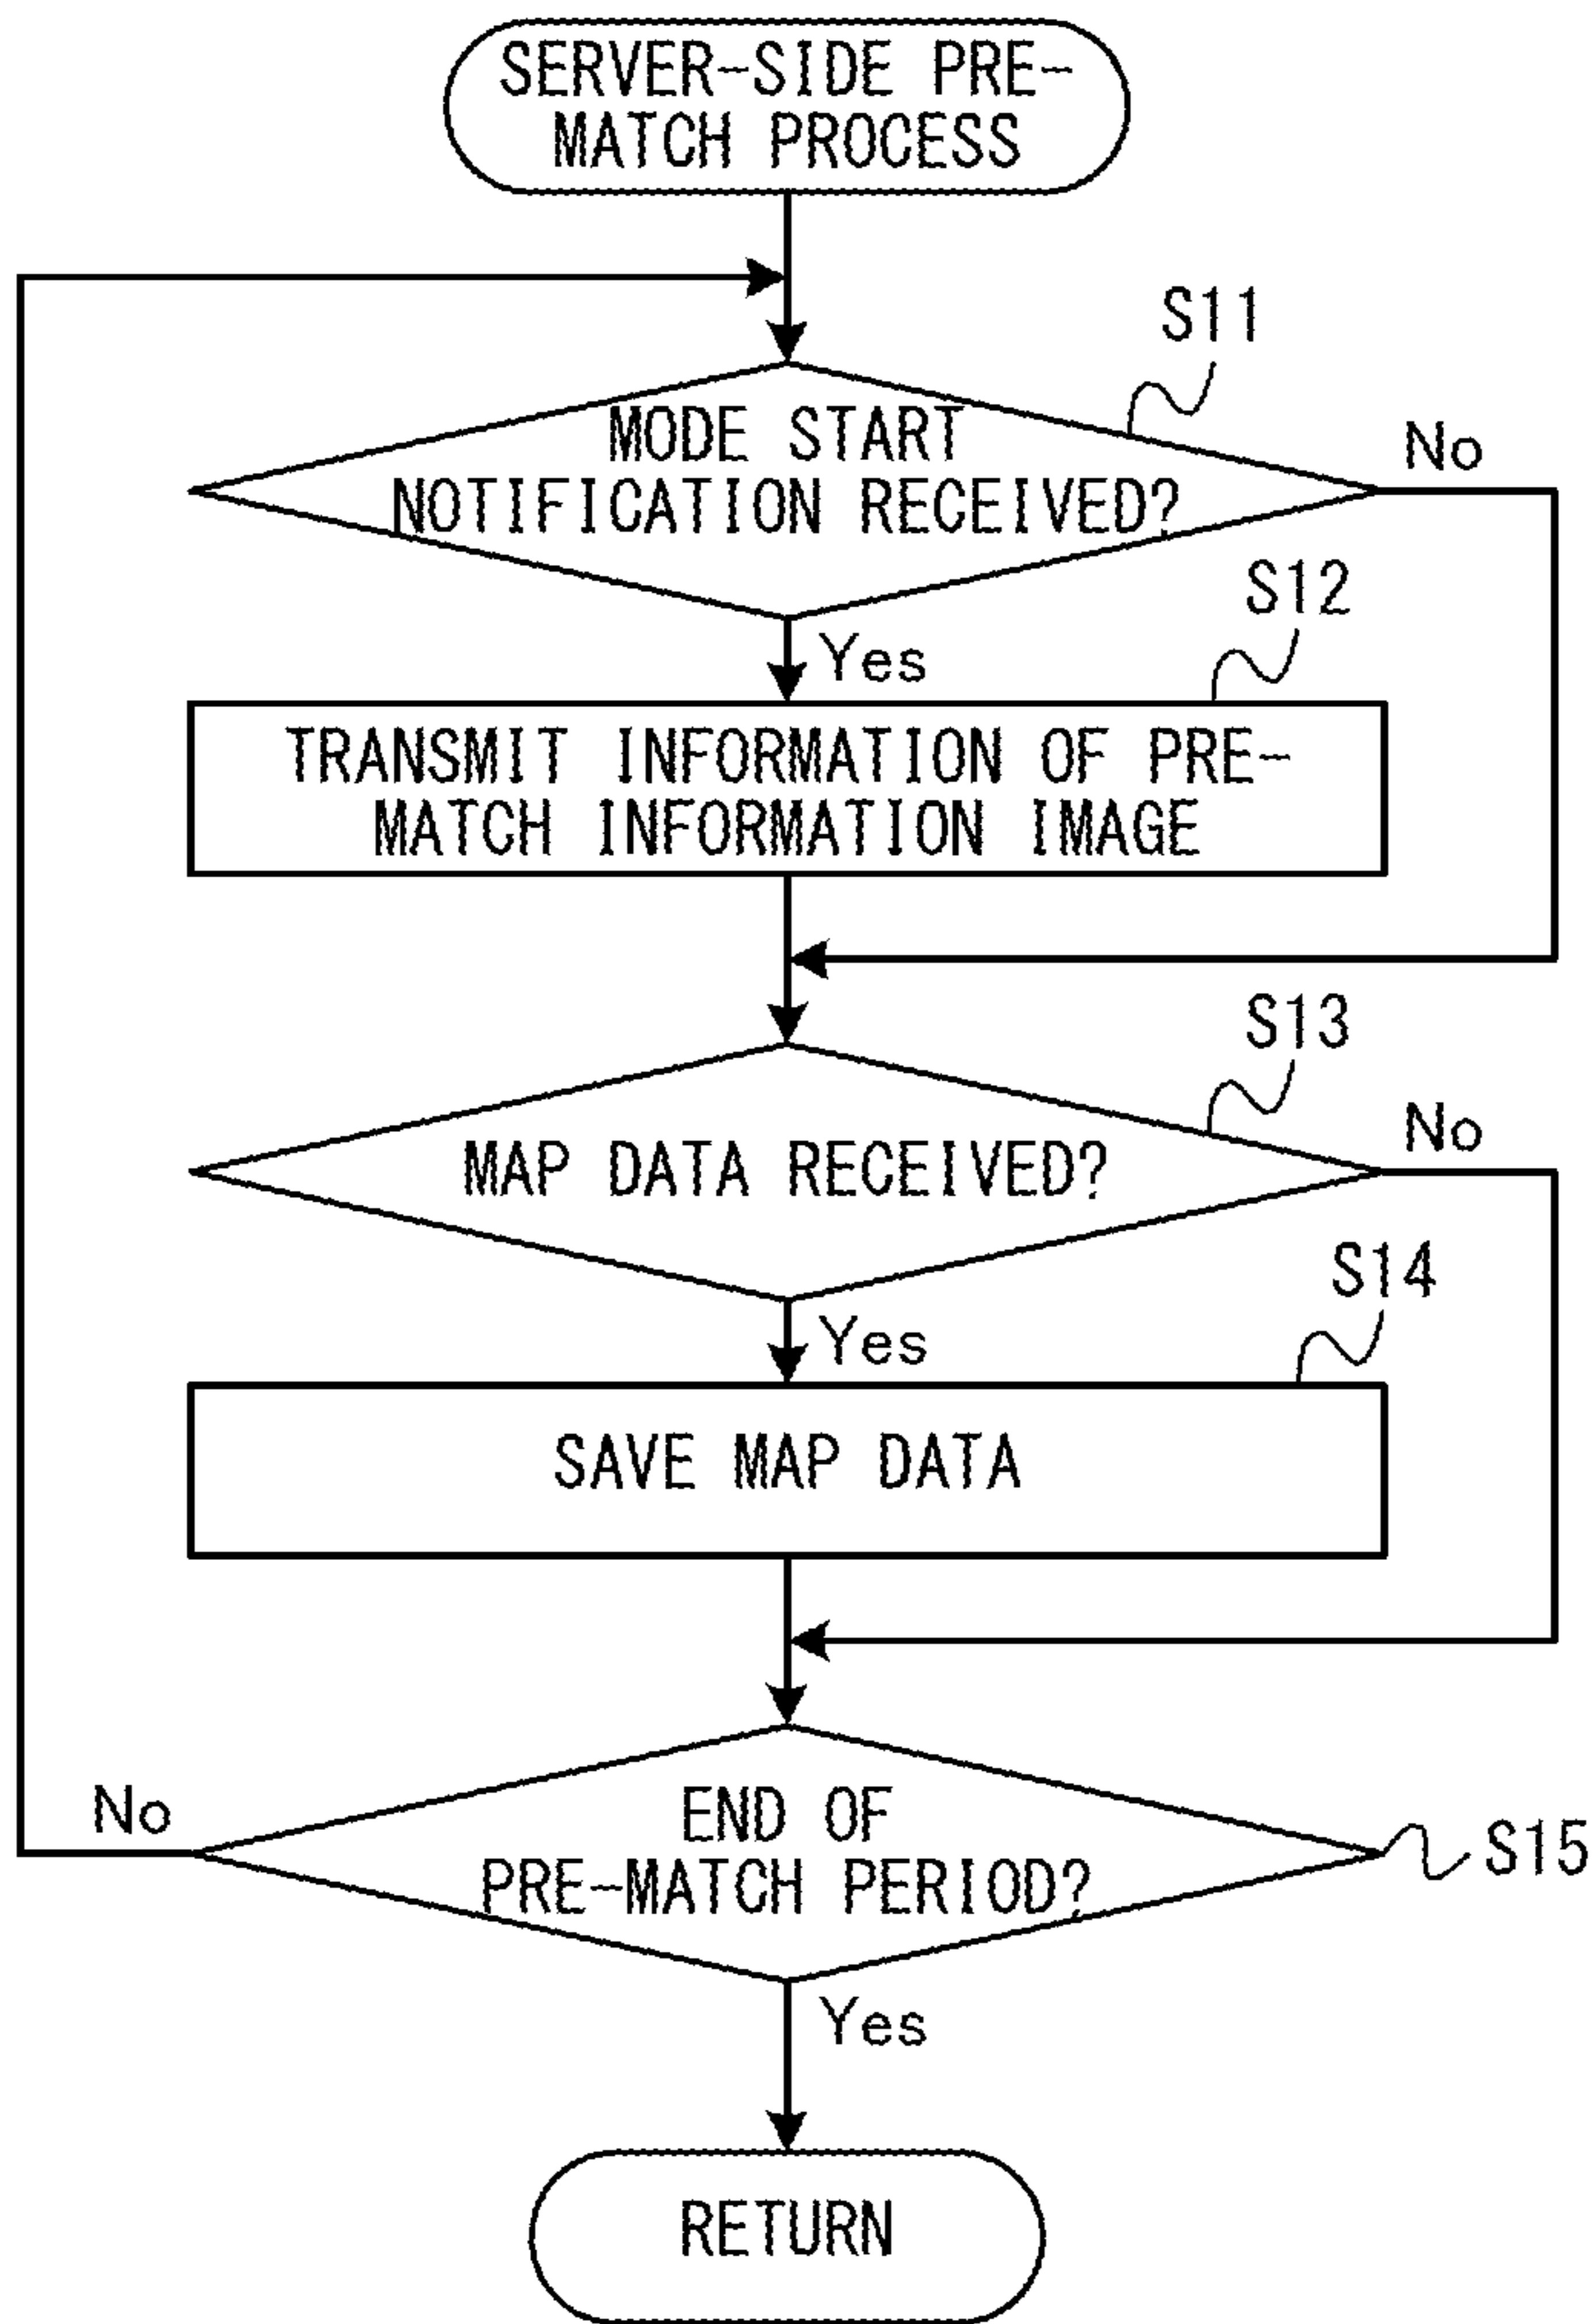 SERVER-SIDE PRE-
MATCH PROCESS
S11
MODE START
NOTIFICATION RECEIVED?
No
S12
Yes
TRANSMIT INFORMATION OF PRE-
MATCH INFORMATION IMAGE
S13
No
MAP DATA RECEIVED?
S14
Yes
SAVE MAP DATA
No
END OF
PRE-MATCH PERIOD?
S15
Yes
RETURN